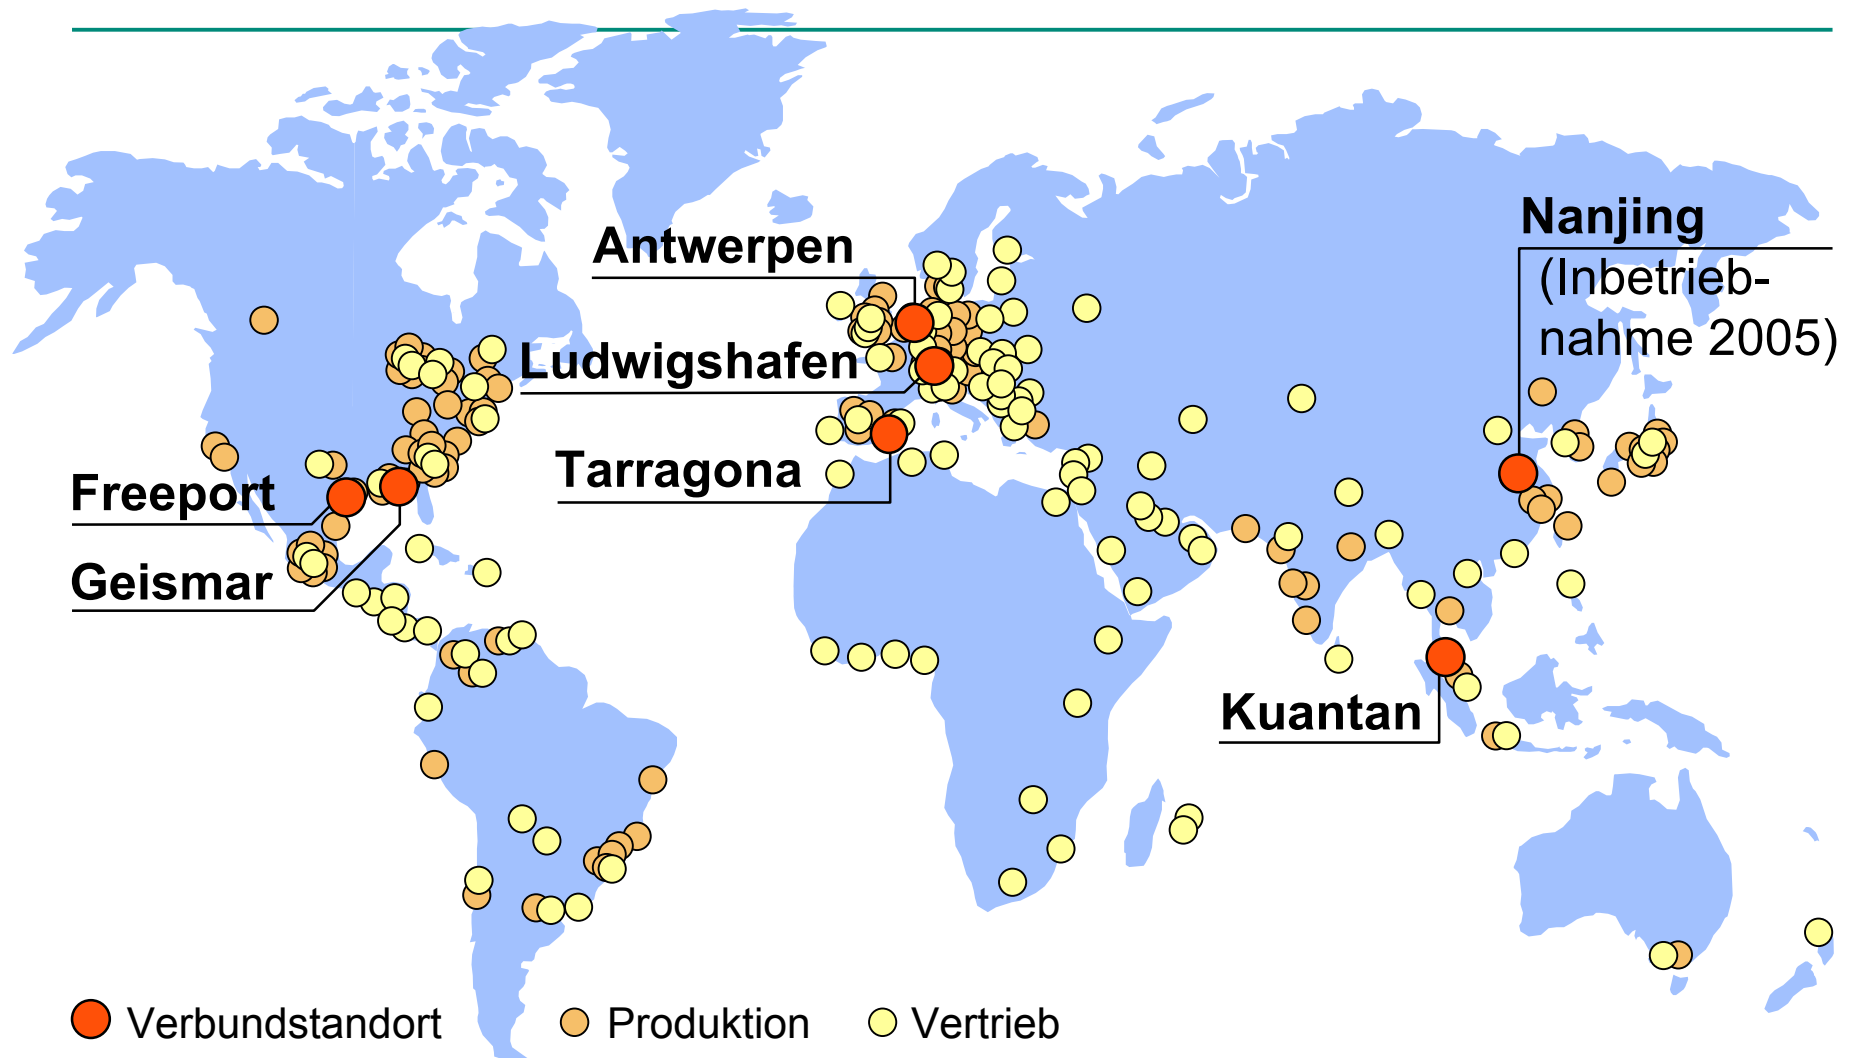 Nanjing
(Inbetrieb-
nahme 2005)
Antwerpen
Ludwigshafen
Tarragona
Freeport
Geismar
Kuantan
Verbundstandort
Produktion
Vertrieb